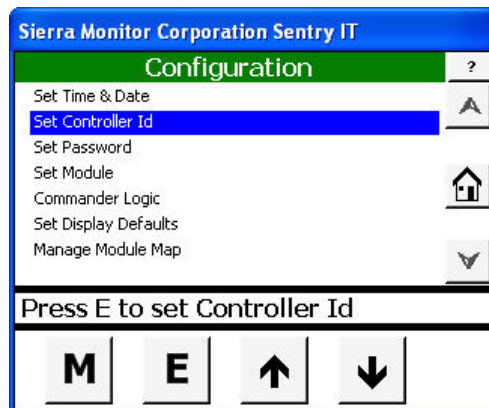 Sierra Monitor Corporation Sentry IT
Configuration
?
Set Time & Date
Set Controller Id
Set Password
Set Module
Commander Logic
Set Display Defaults
Manage Module Map
Press E to set Controller Id
M E